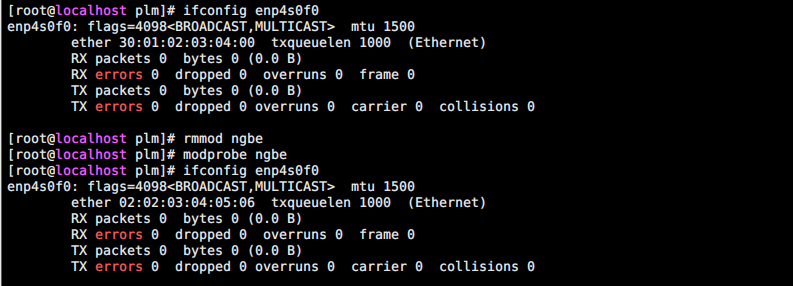 [root@localhost plm]# ifconfig enp4s0f0
enp4s0f0: flags=4098<BROADCAST,MULTICAST>  mtu 1500
        ether 30:01:02:03:04:00  txqueuelen 1000  (Ethernet)
        RX packets 0  bytes 0 (0.0 B)
        RX errors 0  dropped 0  overruns 0  frame 0
        TX packets 0  bytes 0 (0.0 B)
        TX errors 0  dropped 0 overruns 0  carrier 0  collisions 0

[root@localhost plm]# rmmod ngbe
[root@localhost plm]# modprobe ngbe
[root@localhost plm]# ifconfig enp4s0f0
enp4s0f0: flags=4098<BROADCAST,MULTICAST>  mtu 1500
        ether 02:02:03:04:05:06  txqueuelen 1000  (Ethernet)
        RX packets 0  bytes 0 (0.0 B)
        RX errors 0  dropped 0  overruns 0  frame 0
        TX packets 0  bytes 0 (0.0 B)
        TX errors 0  dropped 0 overruns 0  carrier 0  collisions 0